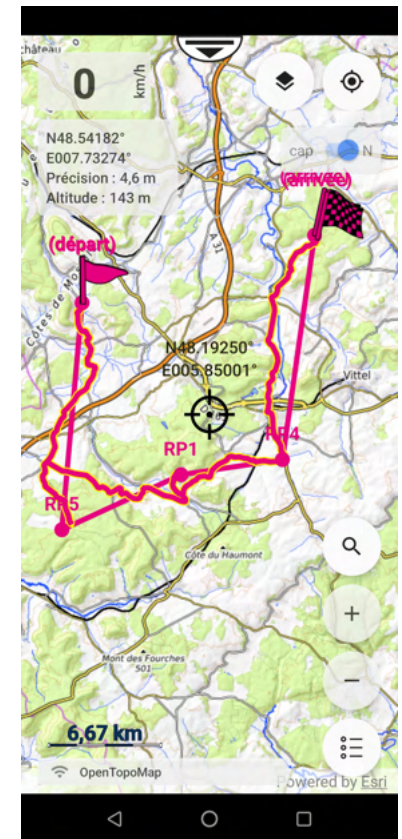 château
0
km/h
N48.54182°
E007.73274°
Précision : 4,6 m
Altitude : 143 m
cap
N
(arrivée)
(départ)
A 31
Côtes de
N48.19250°
E005.85001°
Vittel
RP4
RP1
RP5
Côte du Haumont
Mont des Fourches
501
6,67 km
OpenTopoMap
Powered by Esri